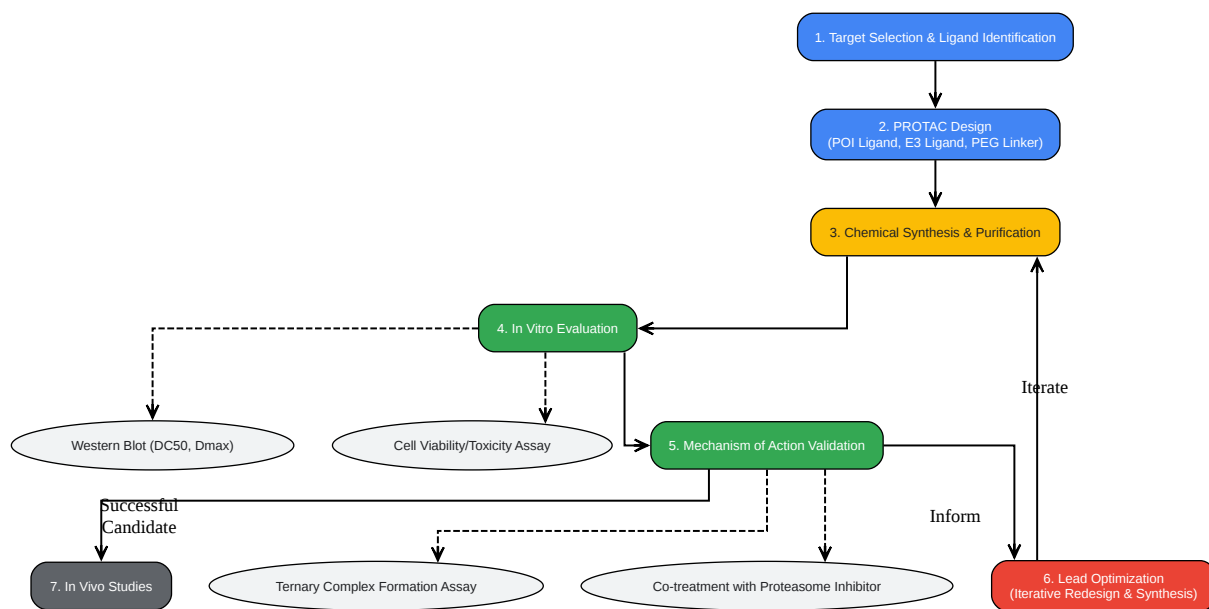 1. Target Selection & Ligand Identification
2. PROTAC Design
(POI Ligand, E3 Ligand, PEG Linker)
3. Chemical Synthesis & Purification
4. In Vitro Evaluation
Iterate
Western Blot (DC50, Dmax)
Cell Viability/Toxicity Assay
5. Mechanism of Action Validation
Successful
Candidate
Inform
7. In Vivo Studies
Ternary Complex Formation Assay
Co-treatment with Proteasome Inhibitor
6. Lead Optimization
(Iterative Redesign & Synthesis)